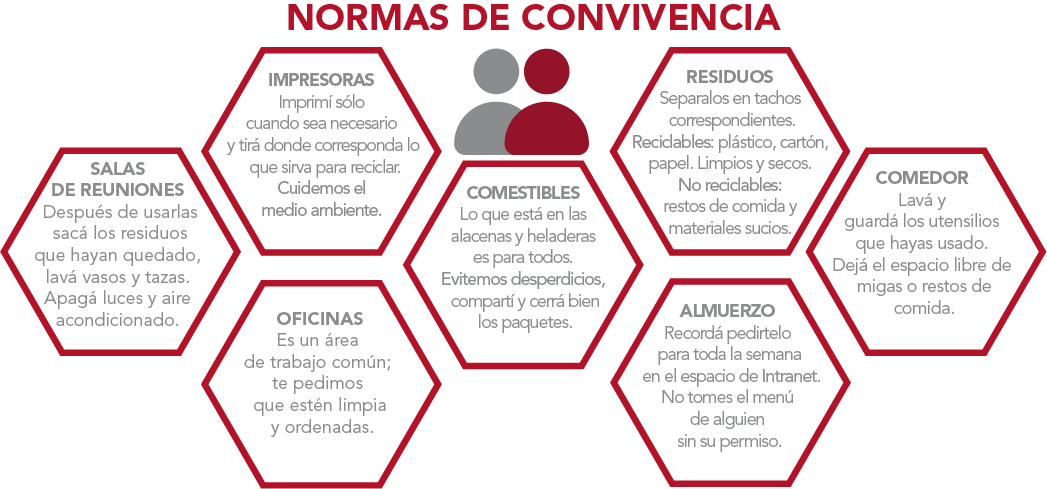 NORMAS DE CONVIVENCIA
SALAS
DE REUNIONES
Después de usarlas
sacá los residuos
que hayan quedado,
lavá vasos y tazas.
Apagá luces y aire
acondicionado.
IMPRESORAS
Imprimí sólo
cuando sea necesario
y tirá donde corresponda lo
que sirva para reciclar.
Cuidemos el
medio ambiente.
OFICINAS
Es un área
de trabajo común;
te pedimos
que estén limpia
y ordenadas.
COMESTIBLES
Lo que está en las
alacenas y heladeras
es para todos.
Evitemos desperdicios,
compartí y cerrá bien
los paquetes.
RESIDUOS
Separalos en tachos
correspondientes.
Reciclables: plástico, cartón,
papel. Limpios y secos.
No reciclables:
restos de comida y
materiales sucios.
ALMUERZO
Recordá pedirtelo
para toda la semana
en el espacio de Intranet.
No tomes el menú
de alguien
sin su permiso.
COMEDOR
Lavá y
guardá los utensilios
que hayas usado.
Dejá el espacio libre de
migas o restos de
comida.